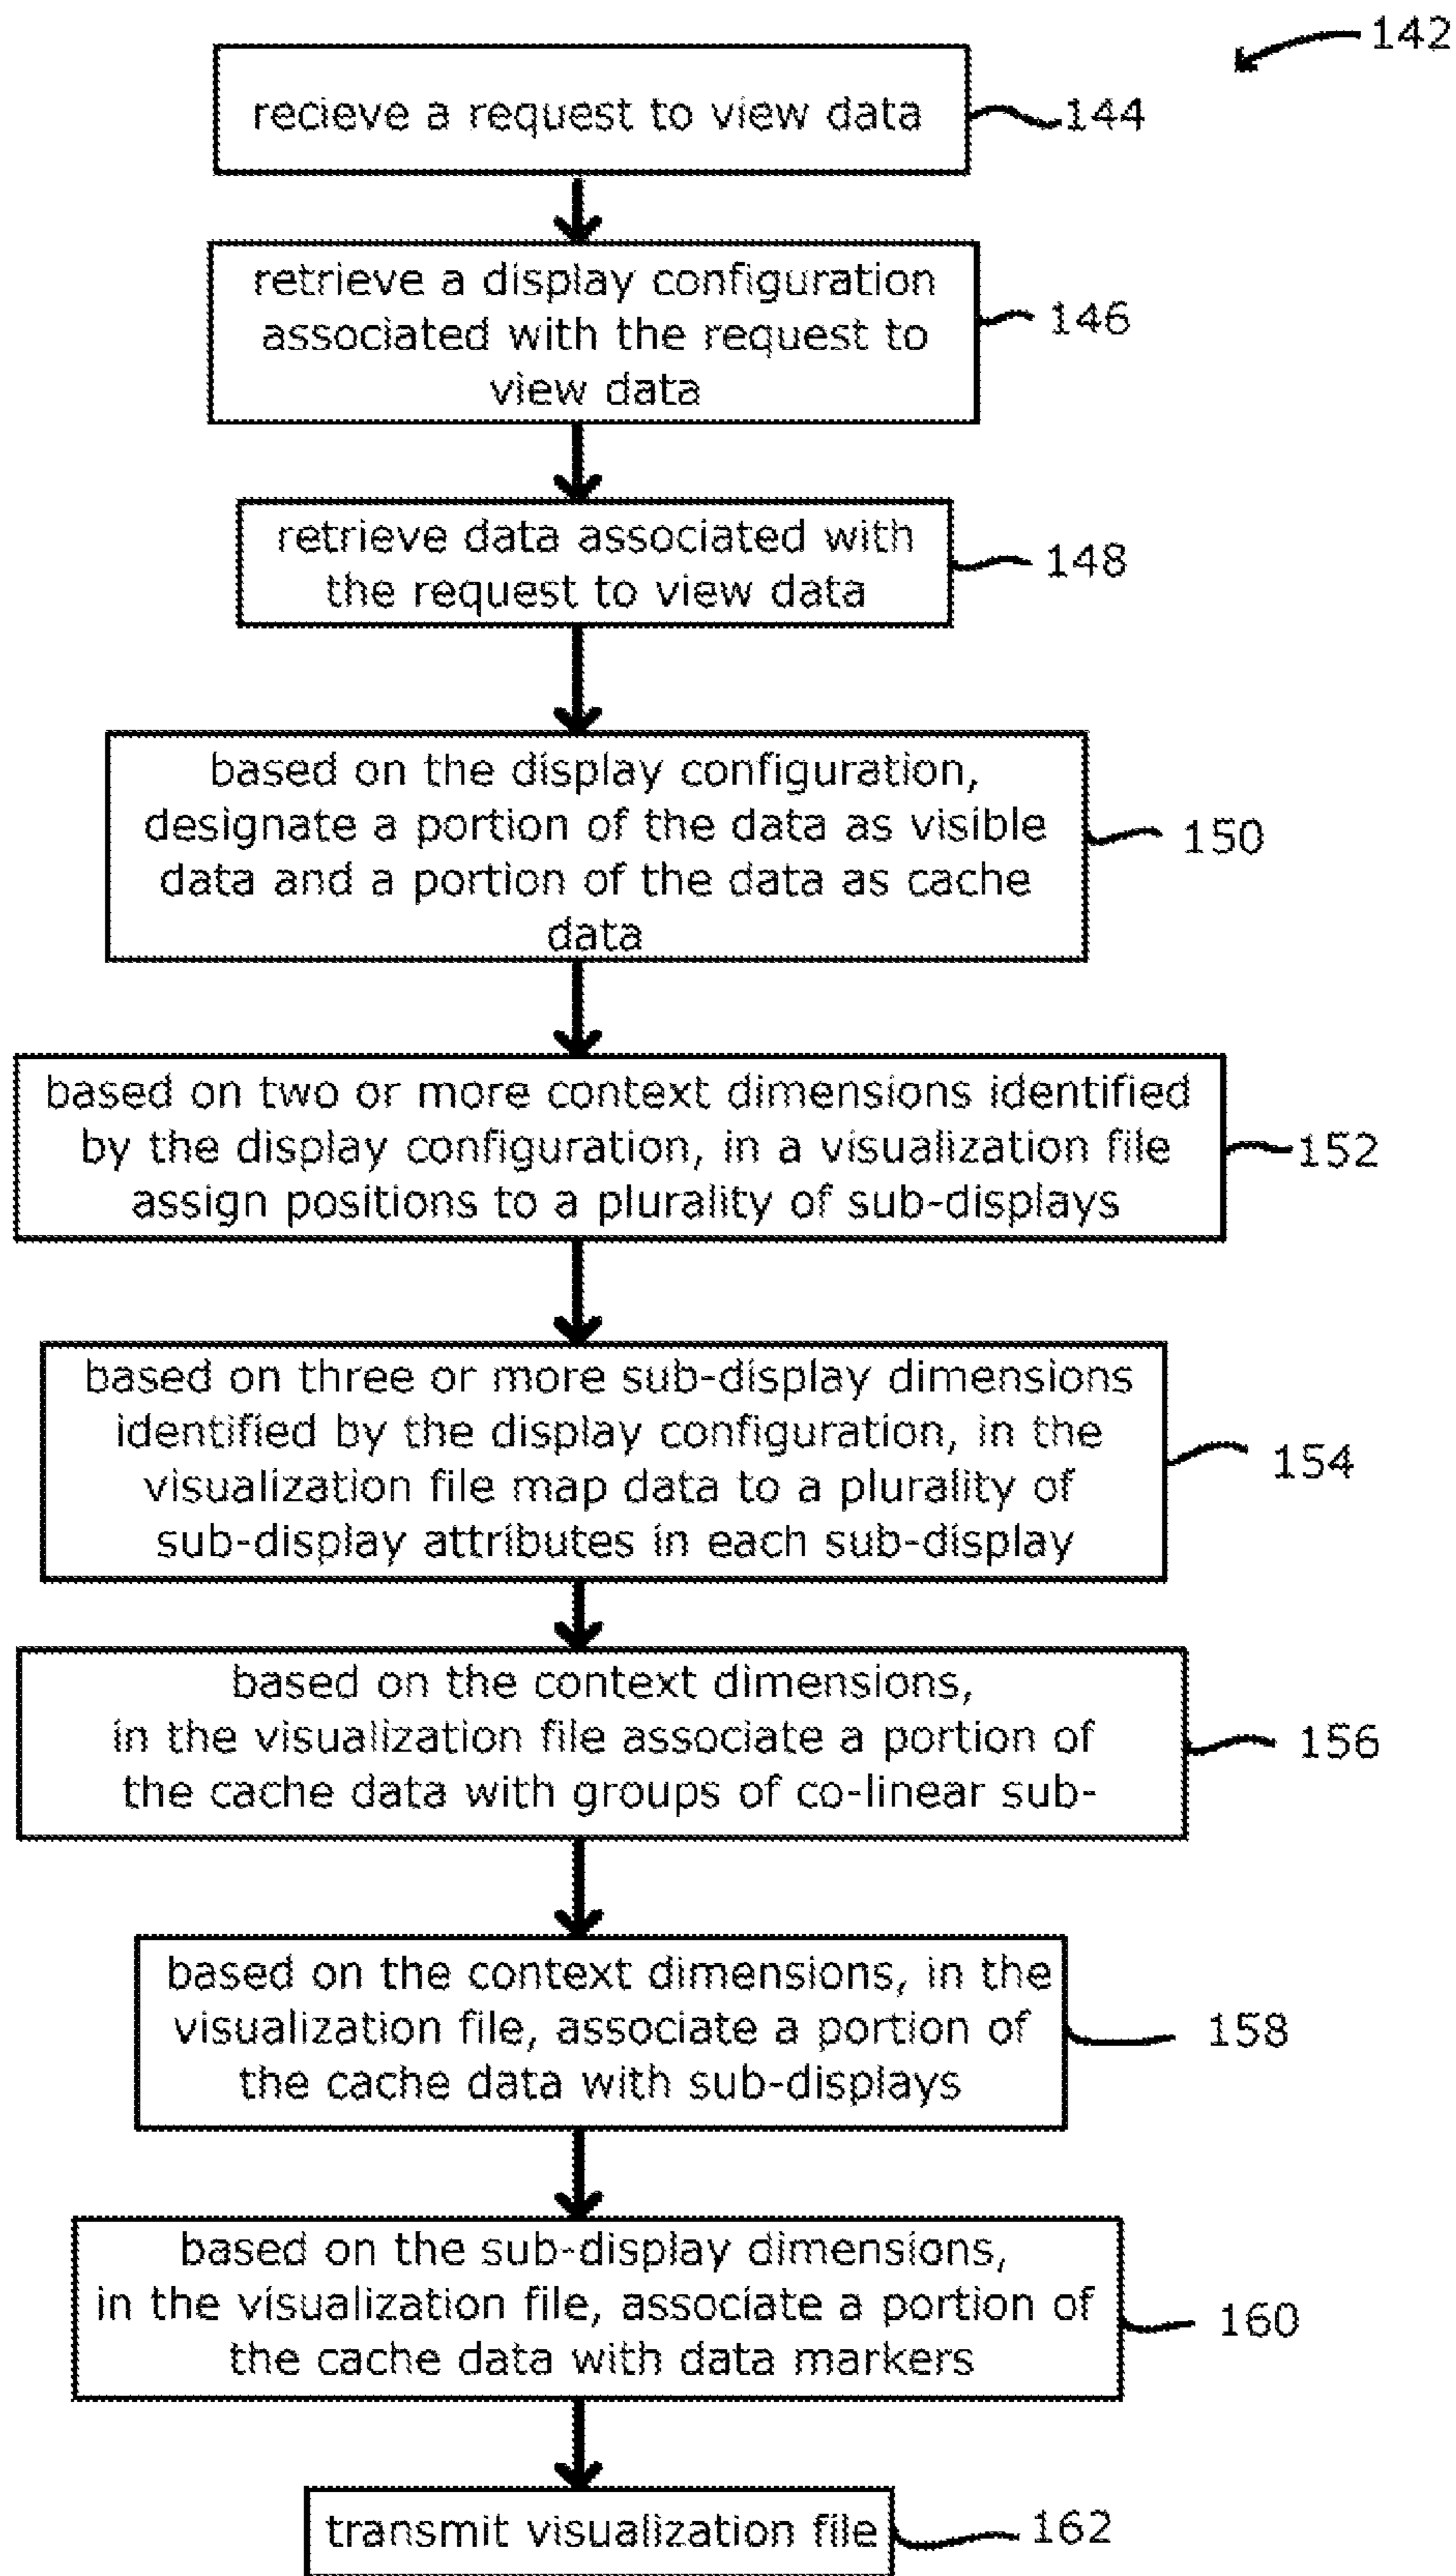 142
recieve a request to view data
144
retrieve a display configuration
associated with the request to
view data
146
retrieve data associated with
the request to view data
148
based on the display configuration,
designate a portion of the data as visible
data and a portion of the data as cache
data
150
based on two or more context dimensions identified
by the display configuration, in a visualization file
assign positions to a plurality of sub-displays
152
based on three or more sub-display dimensions
identified by the display configuration, in the
visualization file map data to a plurality of
sub-display attributes in each sub-display
154
based on the context dimensions,
in the visualization file associate a portion of
the cache data with groups of co-linear sub-
156
based on the context dimensions, in the
visualization file, associate a portion of
the cache data with sub-displays
158
based on the sub-display dimensions,
in the visualization file, associate a portion of
the cache data with data markers
160
transmit visualization file
162